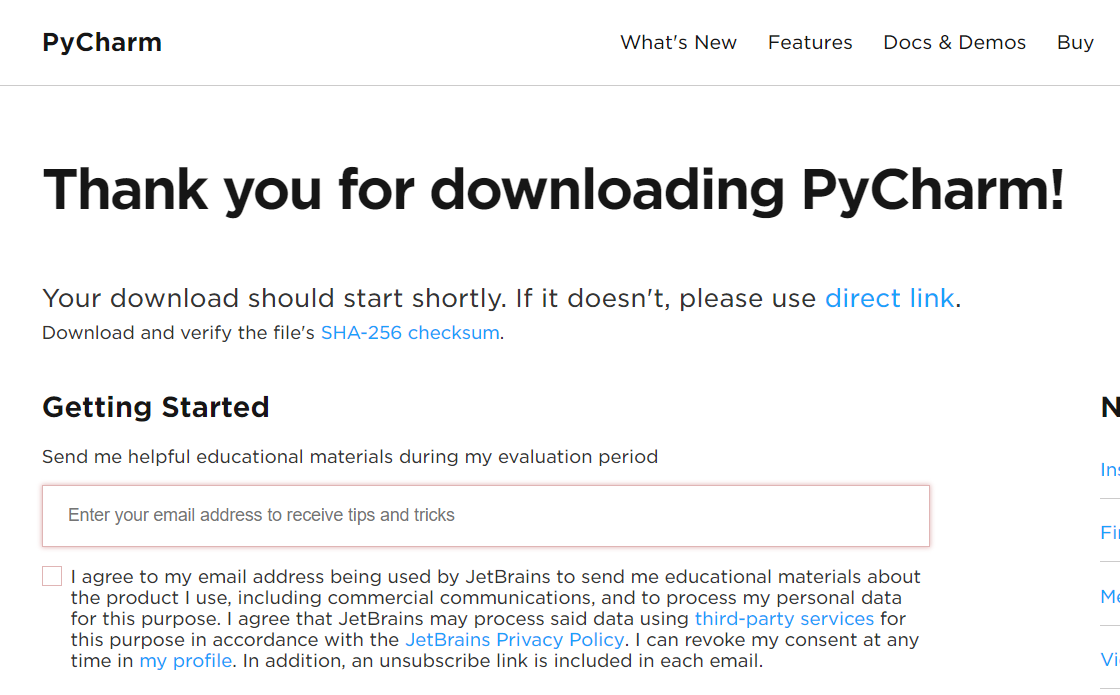 PyCharm
What's New Features Docs & Demos Buy
Thank you for downloading PyCharm!
Your download should start shortly. If it doesn't, please use direct link.
Download and verify the file's SHA-256 checksum.
Getting Started
Send me helpful educational materials during my evaluation period
Enter your email address to receive tips and tricks
I agree to my email address being used by JetBrains to send me educational materials about
the product I use, including commercial communications, and to process my personal data
for this purpose. I agree that JetBrains may process said data using third-party services for
this purpose in accordance with the JetBrains Privacy Policy. I can revoke my consent at any
time in my profile. In addition, an unsubscribe link is included in each email.